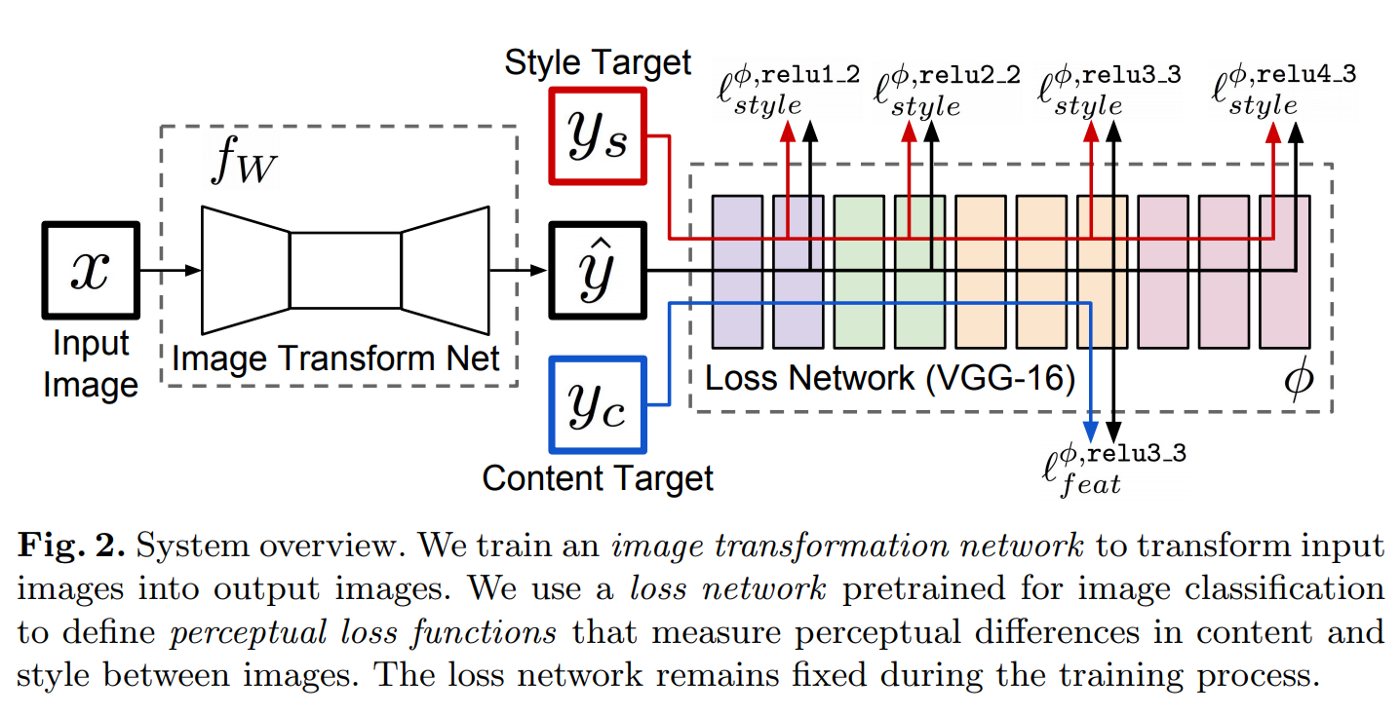 Style Target
ℓ^{ϕ,relu1_2}_{style}
ℓ^{ϕ,relu2_2}_{style}
ℓ^{ϕ,relu3_3}_{style}
ℓ^{ϕ,relu4_3}_{style}
y_s
f_W
x
ŷ
Input
Image
Image Transform Net
y_c
Content Target
Loss Network (VGG-16)
ϕ
ℓ^{ϕ,relu3_3}_{feat}
Fig. 2. System overview. We train an image transformation network to transform input
images into output images. We use a loss network pretrained for image classification
to define perceptual loss functions that measure perceptual differences in content and
style between images. The loss network remains fixed during the training process.